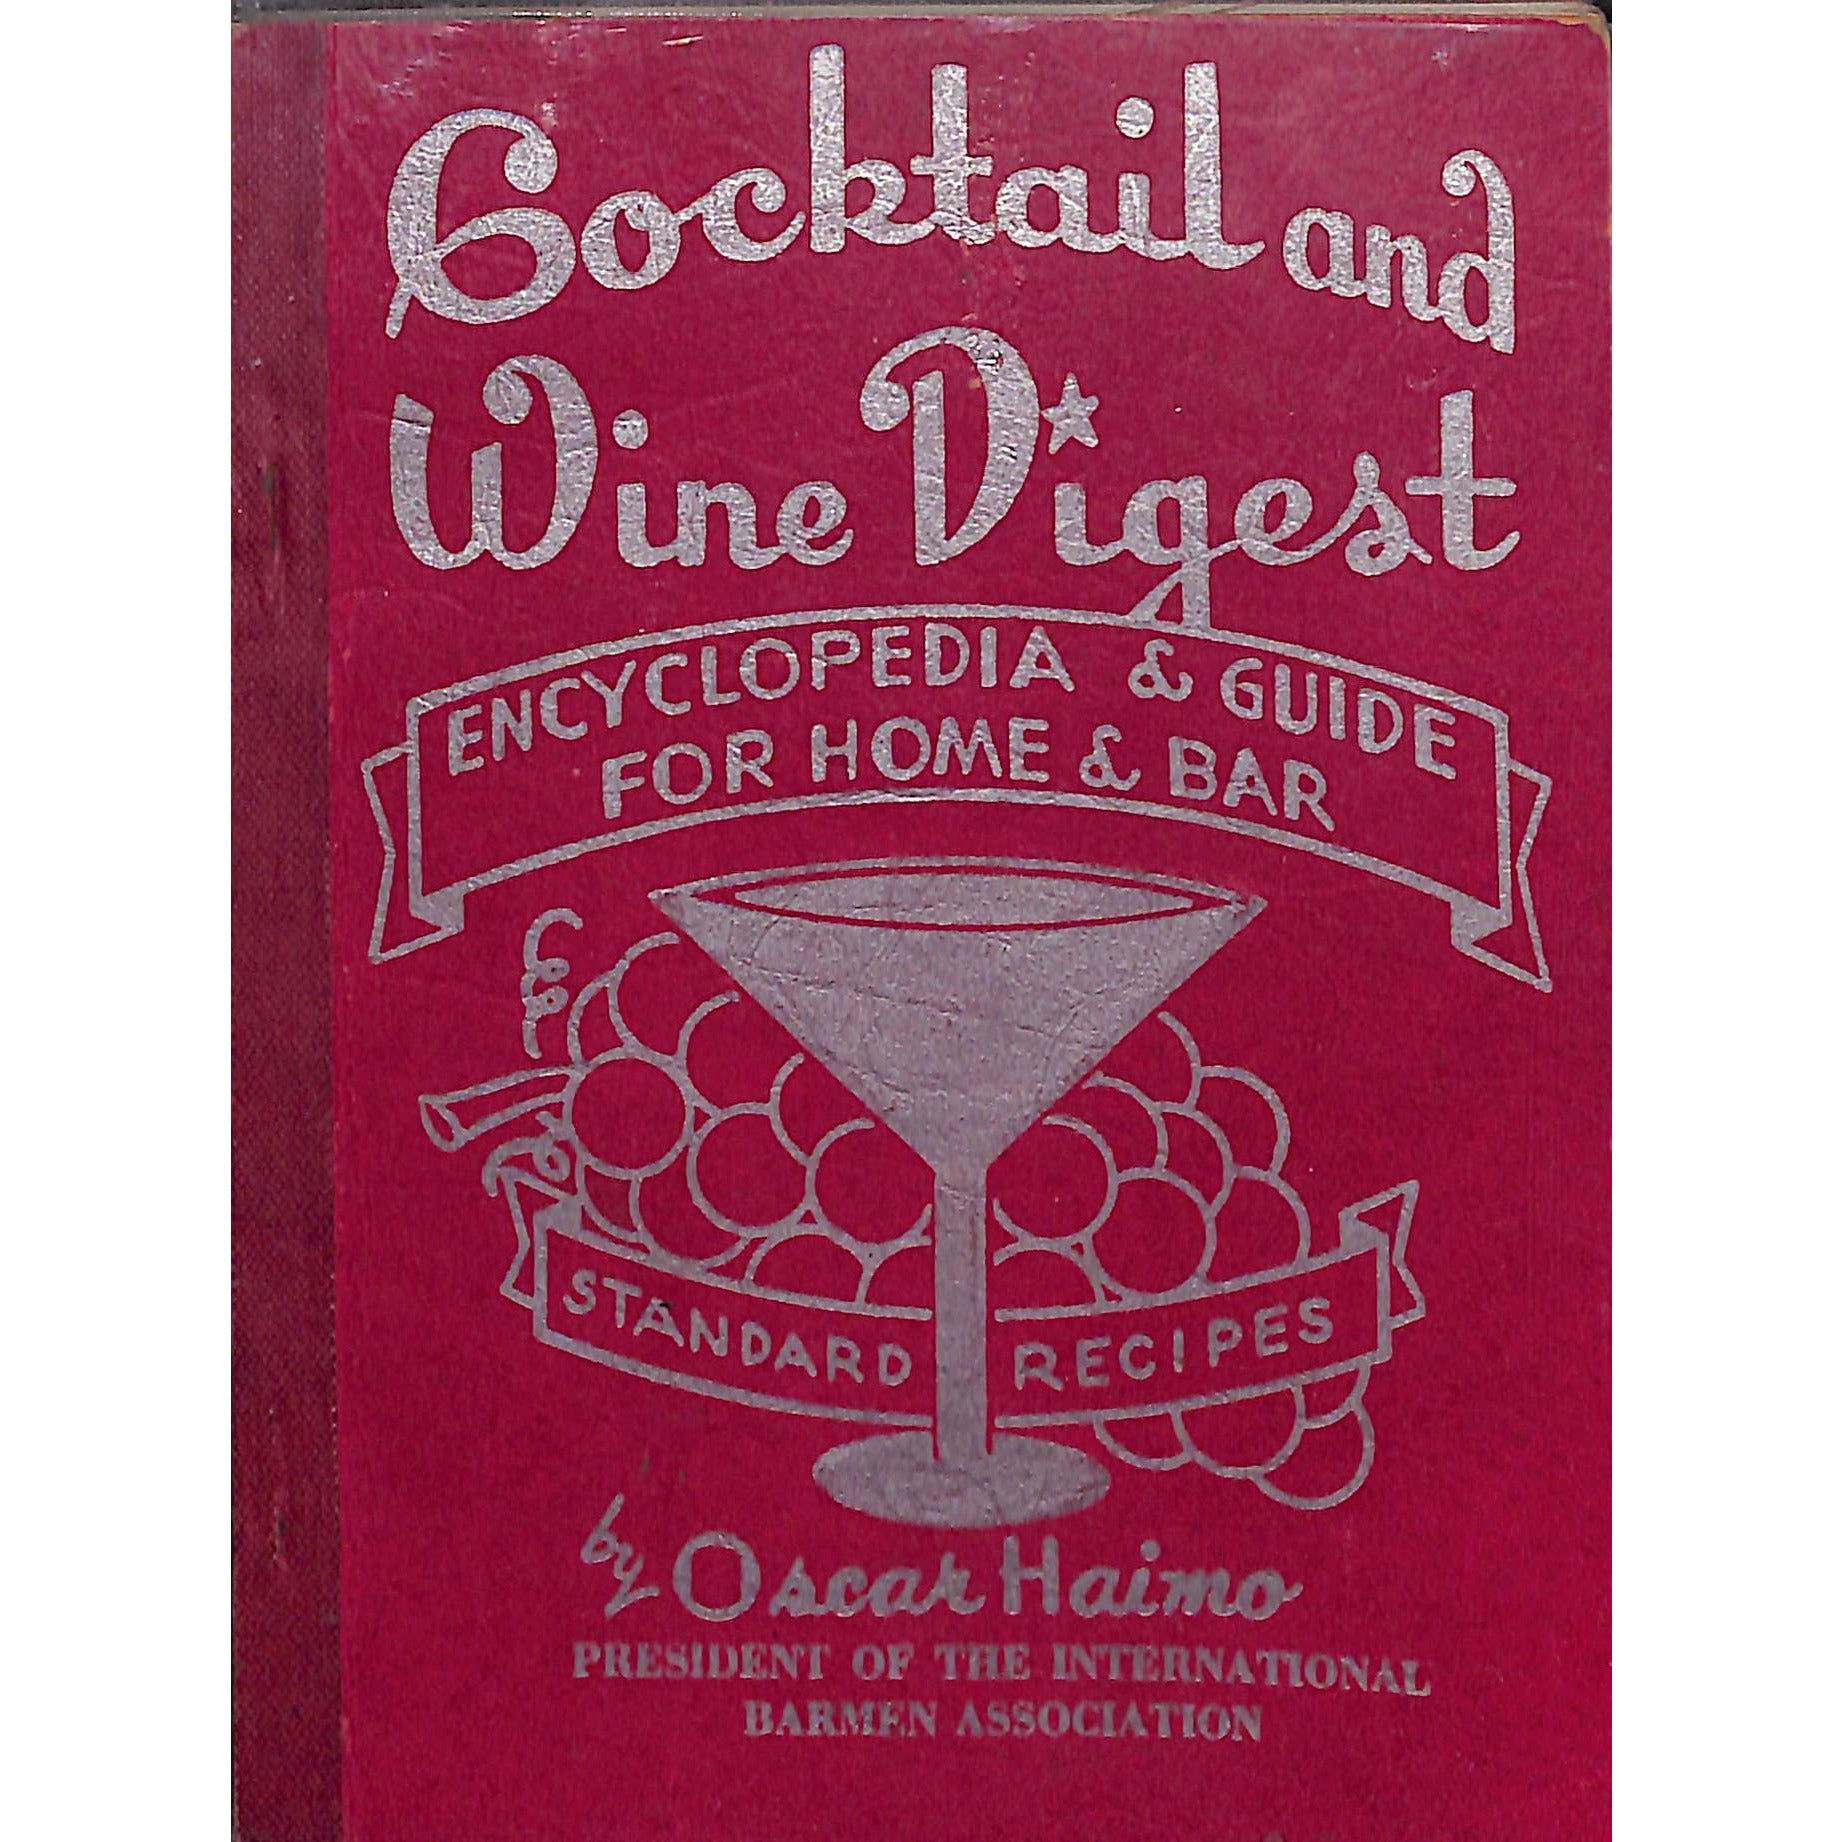 Cocktail and
Wine Digest
ENCYCLOPEDIA & GUIDE
FOR HOME & BAR
STANDARD RECIPES
by Oscar Haimo
PRESIDENT OF THE INTERNATIONAL
BARMEN ASSOCIATION